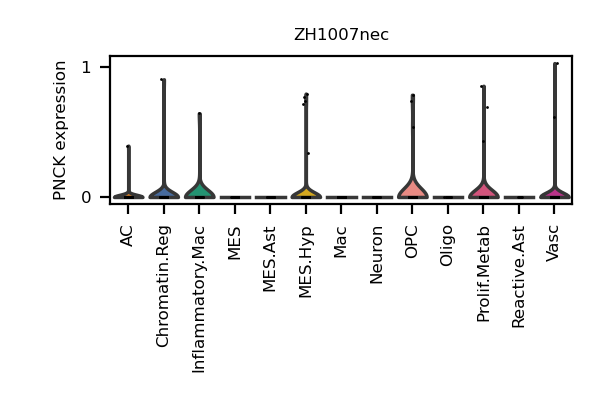 ZH1007nec
PNCK expression
1
0
AC
Chromatin.Reg
Inflammatory.Mac
MES
MES.Ast
MES.Hyp
Mac
Neuron
OPC
Oligo
Prolif.Metab
Reactive.Ast
Vasc